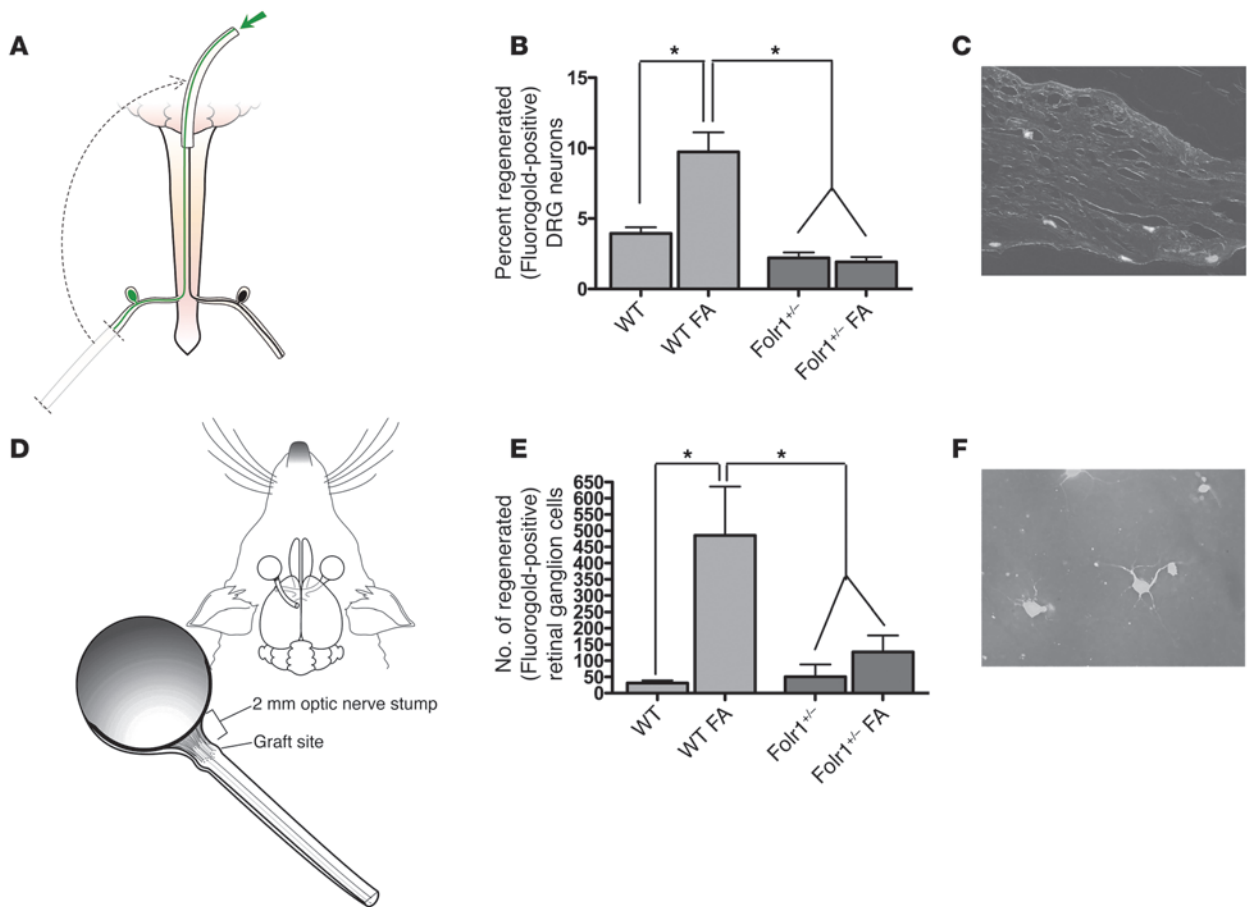 A
B
Percent regenerated
(Fluorogold-positive)
DRG neurons
15
10
5
0
*
*
WT
WT FA
Folr1+/–
Folr1+/– FA
C
D
2 mm optic nerve stump
Graft site
E
No. of regenerated
(Fluorogold-positive)
retinal ganglion cells
650
600
550
500
450
400
350
300
250
200
150
100
50
0
*
*
WT
WT FA
Folr1+/–
Folr1+/– FA
F